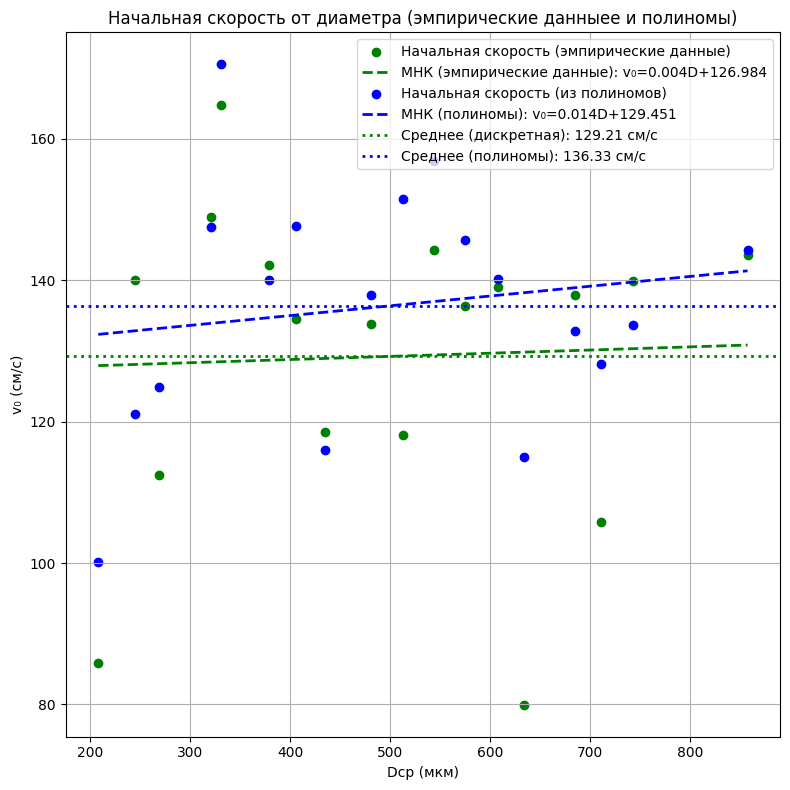 Начальная скорость от диаметра (эмпирические данныее и полиномы)
Начальная скорость (эмпирические данные)
МНК (эмпирические данные): v₀=0.004D+126.984
Начальная скорость (из полиномов)
МНК (полиномы): v₀=0.014D+129.451
Среднее (дискретная): 129.21 см/с
Среднее (полиномы): 136.33 см/с
160
140
120
100
80
v₀ (см/с)
200 300 400 500 600 700 800
Dср (мкм)